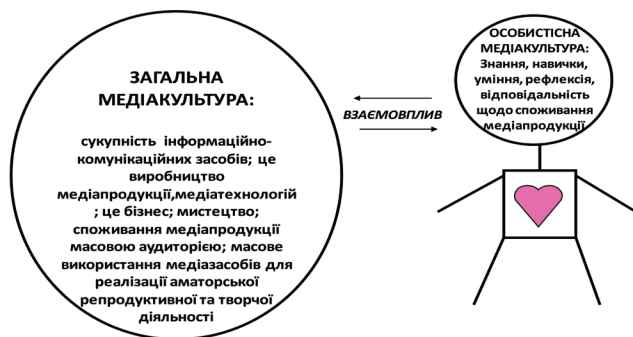 ЗАГАЛЬНА
МЕДІАКУЛЬТУРА:
сукупність інформаційно-
комунікаційних засобів; це
виробництво
медіапродукції,медіатехнологій
; це бізнес; мистецтво;
споживання медіапродукції
масовою аудиторією; масове
використання медіазасобів для
реалізації аматорської
репродуктивної та творчої
діяльності
ВЗАЄМОВПЛИВ
ОСОБИСТІСНА
МЕДІАКУЛЬТУРА:
Знання, навички,
уміння, рефлексія,
відповідальність
щодо споживання
медіапродукції